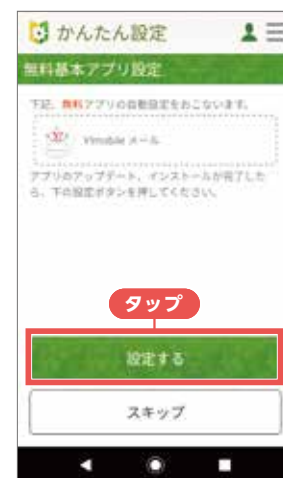 かんたん設定
無料基本アプリ設定
下記、無料アプリの自動設定をおこないます。
Y!mobile メール
アプリのアップデート、インストールが完了した
ら、下の設定ボタンを押してください。
タップ
設定する
スキップ